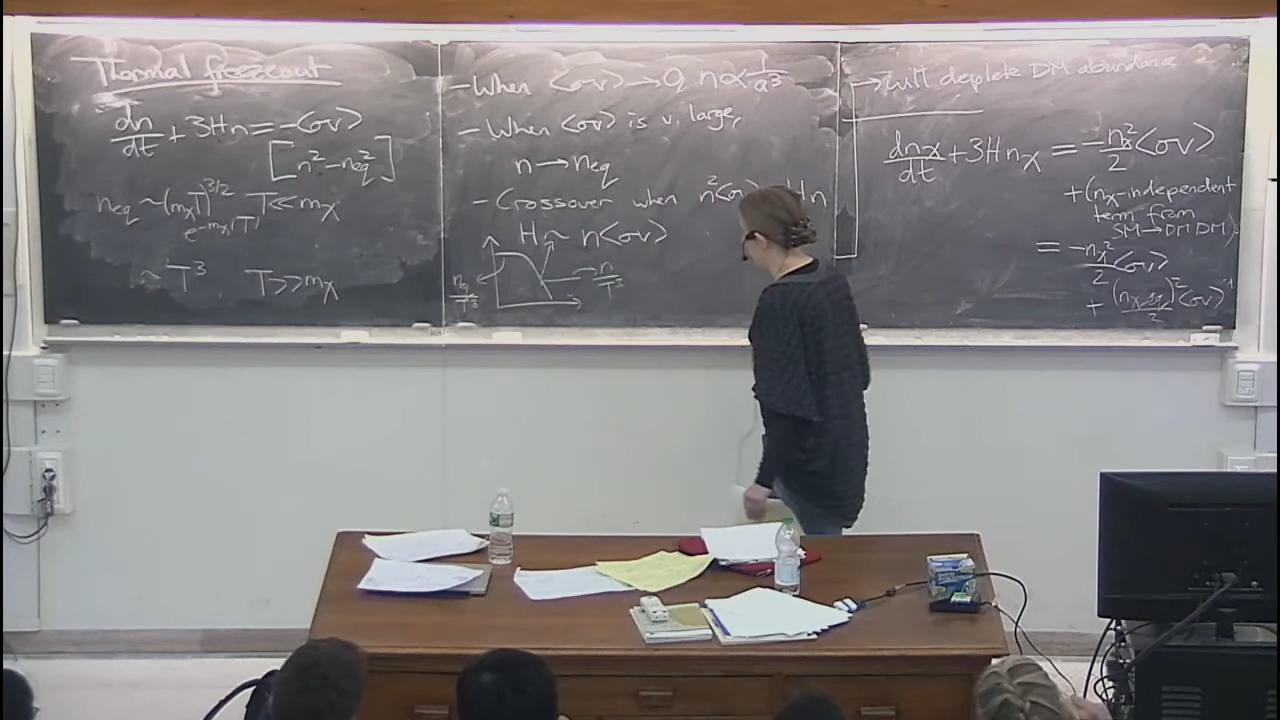 Thermal freezeout
dn/dt + 3Hn = -<σv>
[n² - neq²]
neq ~ (mχT)^3/2 T<<mχ
e^-mχ/T
~ T³ T>>mχ
- When <σv> → 0, n ∝ 1/a³
- When <σv> is v. large,
n → neq
- Crossover when n²<σv> Hn
H ~ n<σv>
neq/T³
n/T³
→ will deplete DM abundance
dnχ/dt + 3Hnχ = -nχ²/2 <σv>
+ (nχ-independent
term from
SM→DM DM)
= -nχ²/2 <σv>
+ (nχ,eq)²/2 <σv>